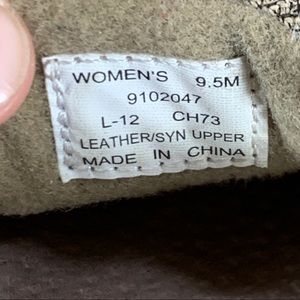 WOMEN'S 9.5M
9102047
L-12 CH73
LEATHER/SYN UPPER
MADE IN CHINA